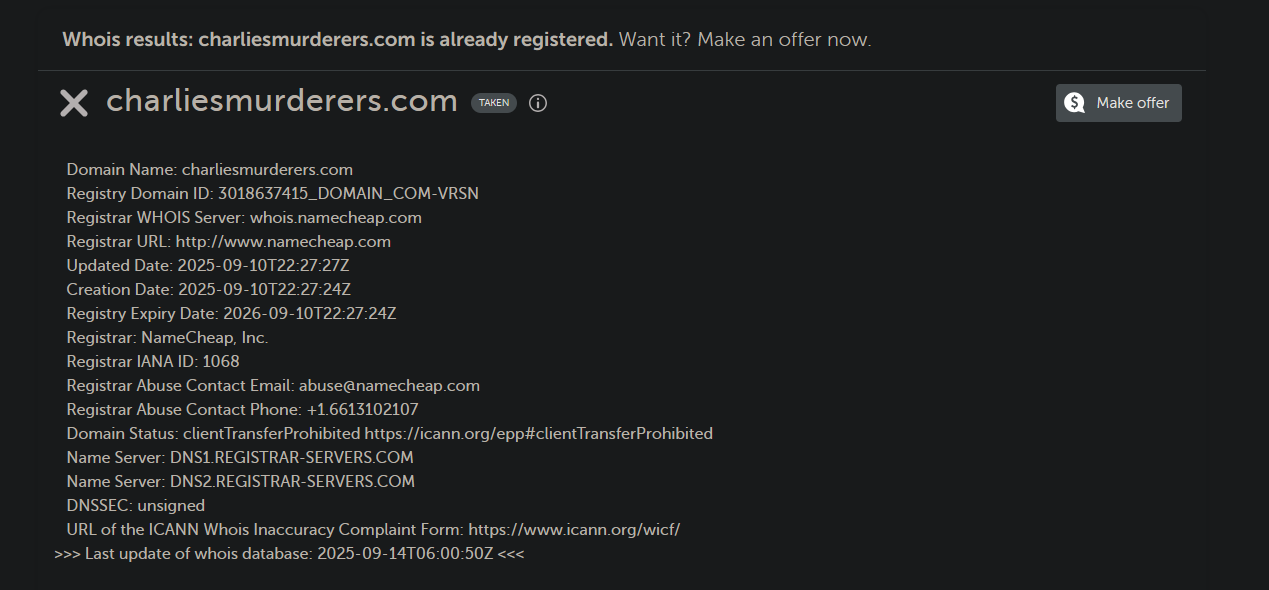 Whois results: charliesmurderers.com is already registered. Want it? Make an offer now.
charliesmurderers.com TAKEN
Make offer
Domain Name: charliesmurderers.com
Registry Domain ID: 3018637415_DOMAIN_COM-VRSN
Registrar WHOIS Server: whois.namecheap.com
Registrar URL: http://www.namecheap.com
Updated Date: 2025-09-10T22:27:27Z
Creation Date: 2025-09-10T22:27:24Z
Registry Expiry Date: 2026-09-10T22:27:24Z
Registrar: NameCheap, Inc.
Registrar IANA ID: 1068
Registrar Abuse Contact Email: abuse@namecheap.com
Registrar Abuse Contact Phone: +1.6613102107
Domain Status: clientTransferProhibited https://icann.org/epp#clientTransferProhibited
Name Server: DNS1.REGISTRAR-SERVERS.COM
Name Server: DNS2.REGISTRAR-SERVERS.COM
DNSSEC: unsigned
URL of the ICANN Whois Inaccuracy Complaint Form: https://www.icann.org/wicf/
>>> Last update of whois database: 2025-09-14T06:00:50Z <<<